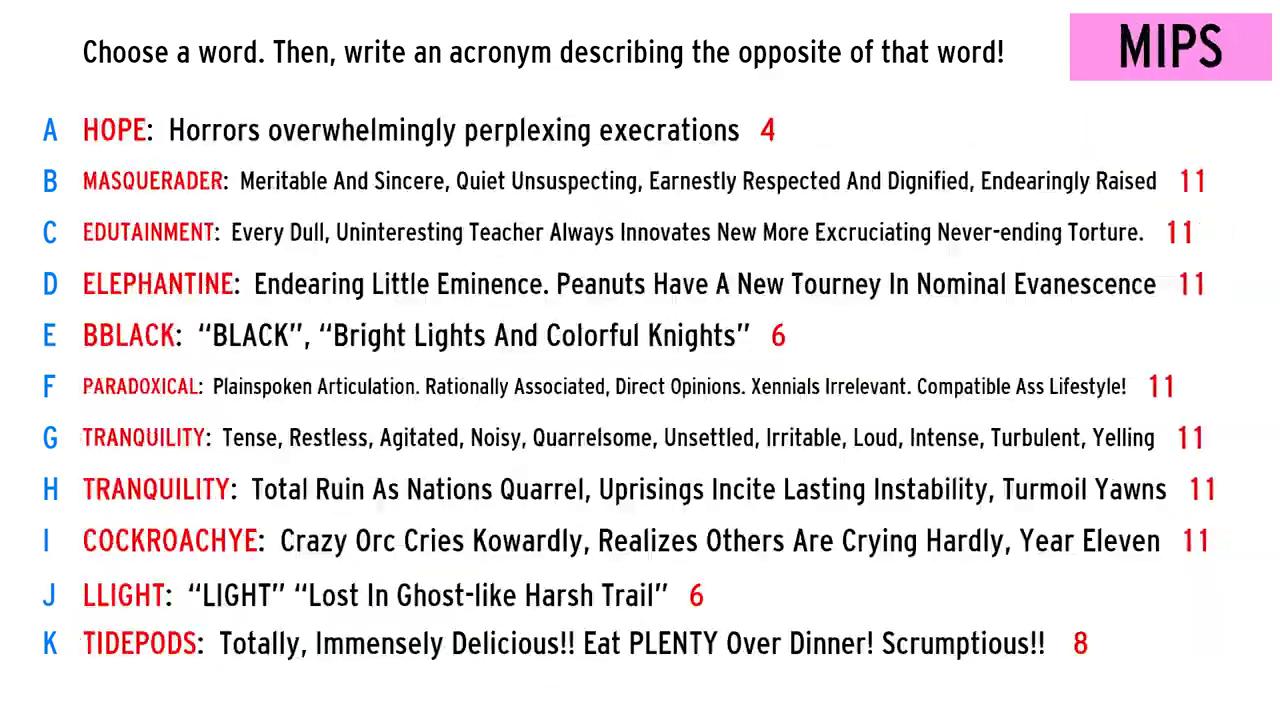 Choose a word. Then, write an acronym describing the opposite of that word!
MIPS
A HOPE: Horrors overwhelmingly perplexing execrations 4
B MASQUERADER: Meritable And Sincere, Quiet Unsuspecting, Earnestly Respected And Dignified, Endearingly Raised 11
C EDUTAINMENT: Every Dull, Uninteresting Teacher Always Innovates New More Excruciating Never-ending Torture. 11
D ELEPHANTINE: Endearing Little Eminence. Peanuts Have A New Tourney In Nominal Evanescence 11
E BBLACK: “BLACK”, “Bright Lights And Colorful Knights” 6
F PARADOXICAL: Plainspoken Articulation. Rationally Associated, Direct Opinions. Xennials Irrelevant. Compatible Ass Lifestyle! 11
G TRANQUILITY: Tense, Restless, Agitated, Noisy, Quarrelsome, Unsettled, Irritable, Loud, Intense, Turbulent, Yelling 11
H TRANQUILITY: Total Ruin As Nations Quarrel, Uprisings Incite Lasting Instability, Turmoil Yawns 11
I COCKROACHYE: Crazy Orc Cries Kowardly, Realizes Others Are Crying Hardly, Year Eleven 11
J LLIGHT: “LIGHT” “Lost In Ghost-like Harsh Trail” 6
K TIDEPODS: Totally, Immensely Delicious!! Eat PLENTY Over Dinner! Scrumptious!! 8